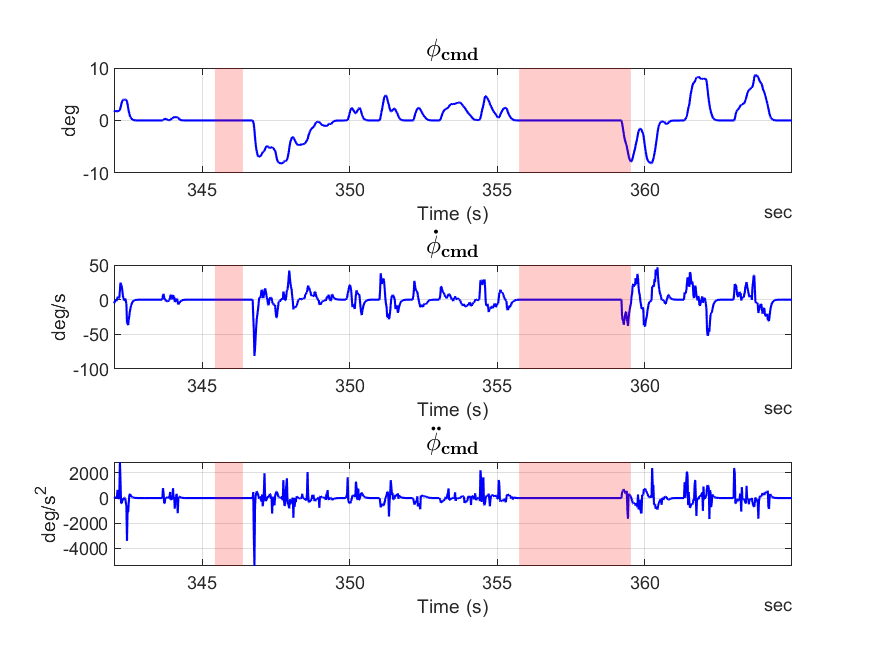 ϕ̇cmd
10
0
-10
deg
345 350 355 360
Time (s)
sec
ϕ̇cmd
50
0
-50
-100
deg/s
345 350 355 360
Time (s)
sec
ϕ̈cmd
2000
0
-2000
-4000
deg/s²
345 350 355 360
Time (s)
sec